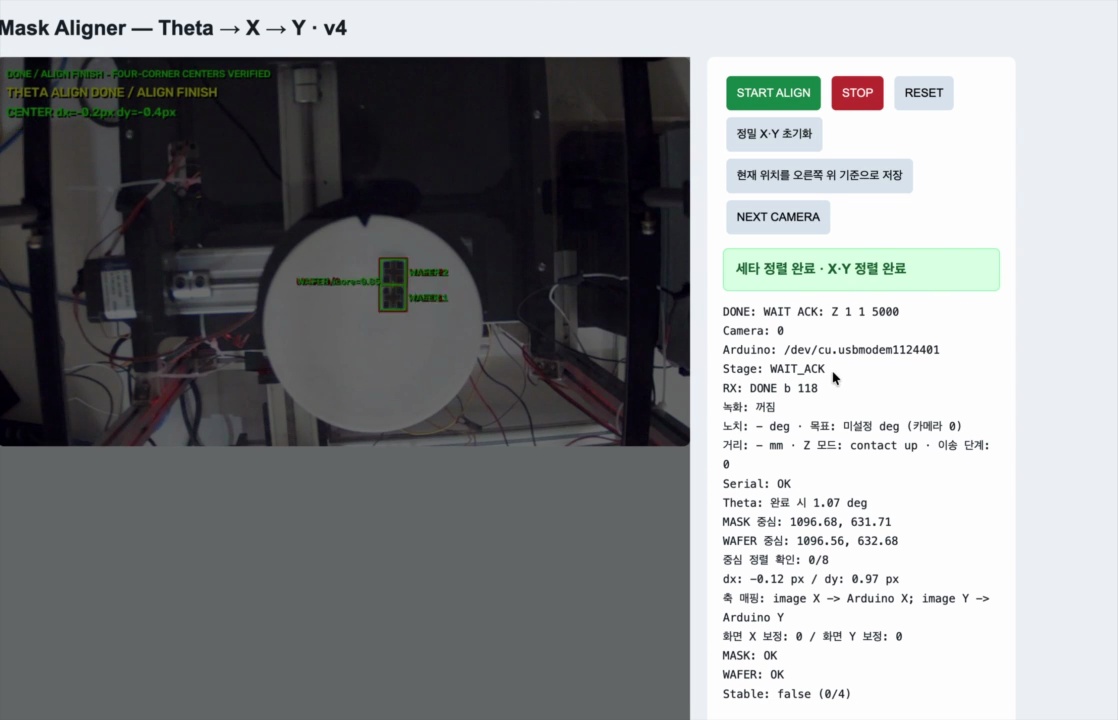 Mask Aligner — Theta → X → Y · v4
DONE / ALIGN FINISH - FOUR-CORNER CENTERS VERIFIED
THETA ALIGN DONE / ALIGN FINISH
CENTER dx=-0.2px dy=-0.4px
START ALIGN
STOP
RESET
정밀 X·Y 초기화
현재 위치를 오른쪽 위 기준으로 저장
NEXT CAMERA
세타 정렬 완료 · X·Y 정렬 완료
DONE: WAIT ACK: Z 1 1 5000
Camera: 0
Arduino: /dev/cu.usbmodem1124401
Stage: WAIT_ACK
RX: DONE b 118
녹화: 꺼짐
노치: — deg · 목표: 미설정 deg (카메라 0)
거리: — mm · Z 모드: contact up · 이송 단계:
0
Serial: OK
Theta: 완료 시 1.07 deg
MASK 중심: 1096.68, 631.71
WAFER 중심: 1096.56, 632.68
중심 정렬 확인: 0/8
dx: -0.12 px / dy: 0.97 px
축 매핑: image X -> Arduino X; image Y ->
Arduino Y
화면 X 보정: 0 / 화면 Y 보정: 0
MASK: OK
WAFER: OK
Stable: false (0/4)